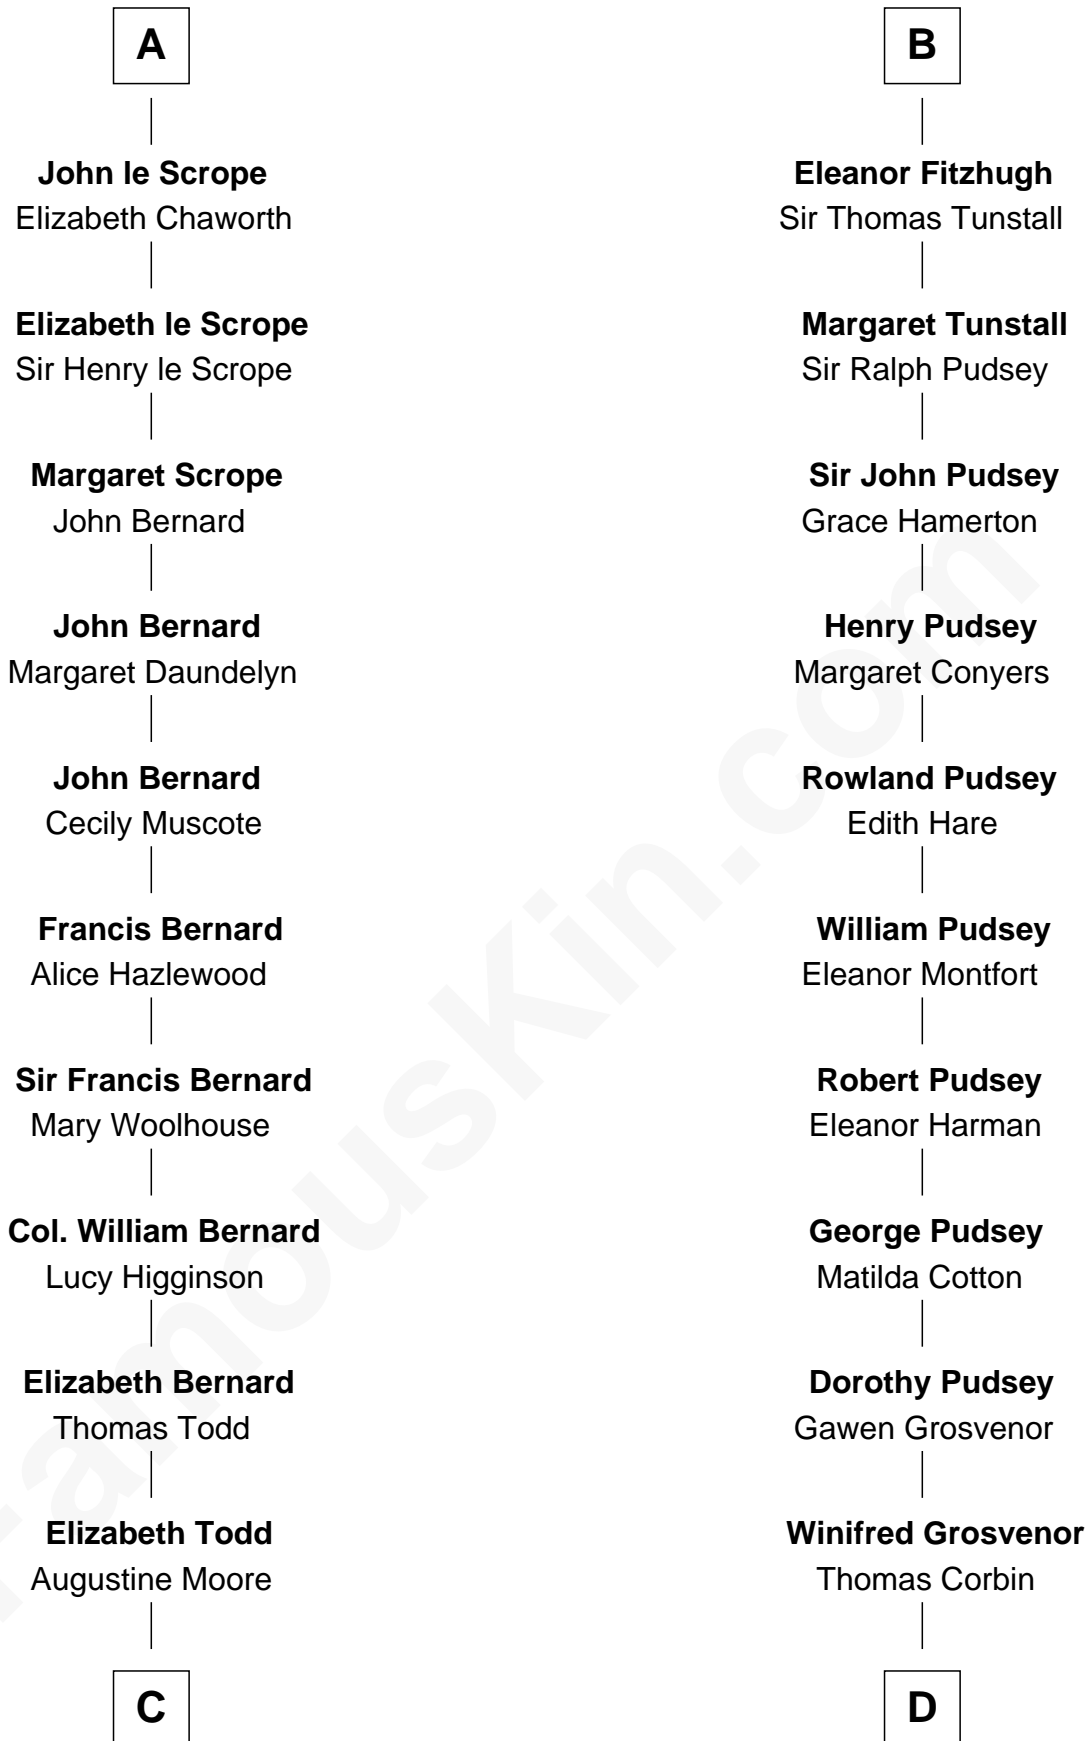 A
John le Scrope
Elizabeth Chaworth
Elizabeth le Scrope
Sir Henry le Scrope
Margaret Scrope
John Bernard
John Bernard
Margaret Daundelyn
John Bernard
Cecily Muscote
Francis Bernard
Alice Hazlewood
Sir Francis Bernard
Mary Woolhouse
Col. William Bernard
Lucy Higginson
Elizabeth Bernard
Thomas Todd
Elizabeth Todd
Augustine Moore
C
B
Eleanor Fitzhugh
Sir Thomas Tunstall
Margaret Tunstall
Sir Ralph Pudsey
Sir John Pudsey
Grace Hamerton
Henry Pudsey
Margaret Conyers
Rowland Pudsey
Edith Hare
William Pudsey
Eleanor Montfort
Robert Pudsey
Eleanor Harman
George Pudsey
Matilda Cotton
Dorothy Pudsey
Gawen Grosvenor
Winifred Grosvenor
Thomas Corbin
D
FamousKin.com